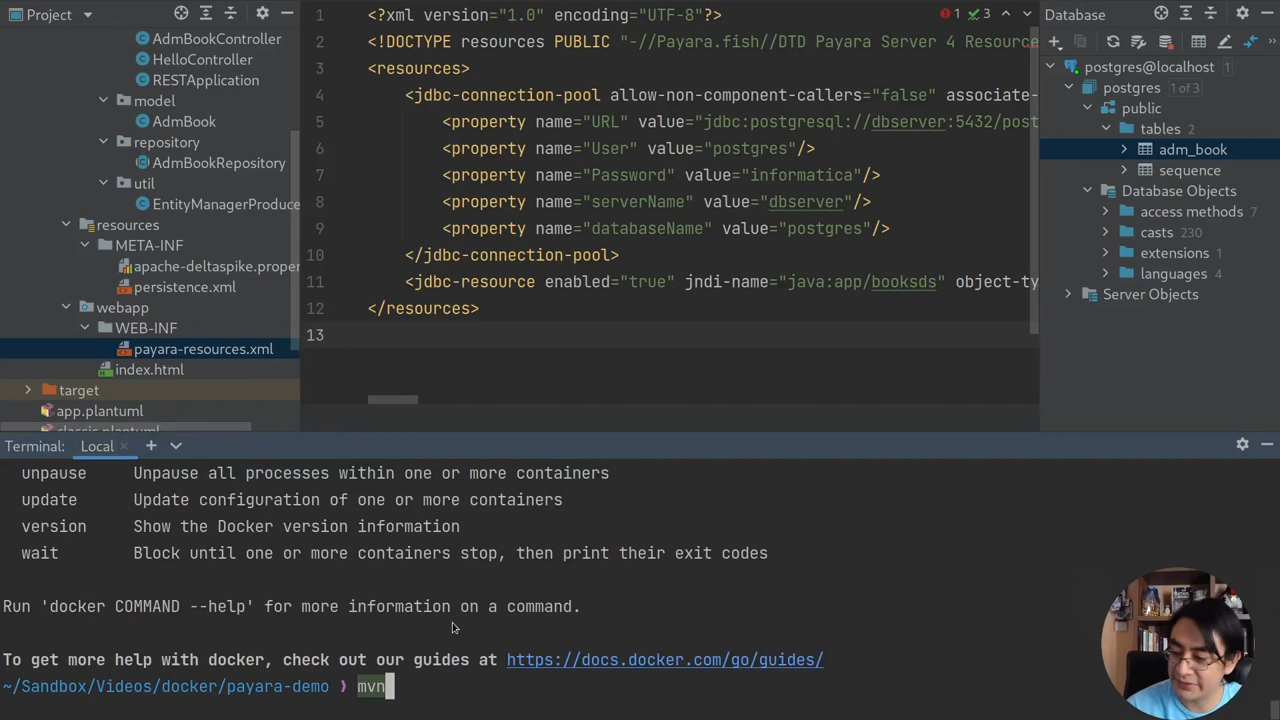 Project
AdmBookController
HelloController
RESTApplication
model
AdmBook
repository
AdmBookRepository
util
EntityManagerProduce
resources
META-INF
apache-deltaspike.proper
persistence.xml
webapp
WEB-INF
payara-resources.xml
index.html
target
app.plantuml
classic.plantuml
1 <?xml version="1.0" encoding="UTF-8"?>
2 <!DOCTYPE resources PUBLIC "-//Payara.fish//DTD Payara Server 4 Resource
3 <resources>
4 <jdbc-connection-pool allow-non-component-callers="false" associate-
5 <property name="URL" value="jdbc:postgresql://dbserver:5432/post
6 <property name="User" value="postgres"/>
7 <property name="Password" value="informatica"/>
8 <property name="serverName" value="dbserver"/>
9 <property name="databaseName" value="postgres"/>
10 </jdbc-connection-pool>
11 <jdbc-resource enabled="true" jndi-name="java:app/booksds" object-ty
12 </resources>
13
1 3
Database
postgres@localhost 1
postgres 1 of 3
public
tables 2
adm_book
sequence
Database Objects
access methods 7
casts 230
extensions 1
languages 4
Server Objects
Terminal: Local
unpause Unpause all processes within one or more containers
update Update configuration of one or more containers
version Show the Docker version information
wait Block until one or more containers stop, then print their exit codes
Run 'docker COMMAND --help' for more information on a command.
To get more help with docker, check out our guides at https://docs.docker.com/go/guides/
~/Sandbox/Videos/docker/payara-demo ❯ mvn